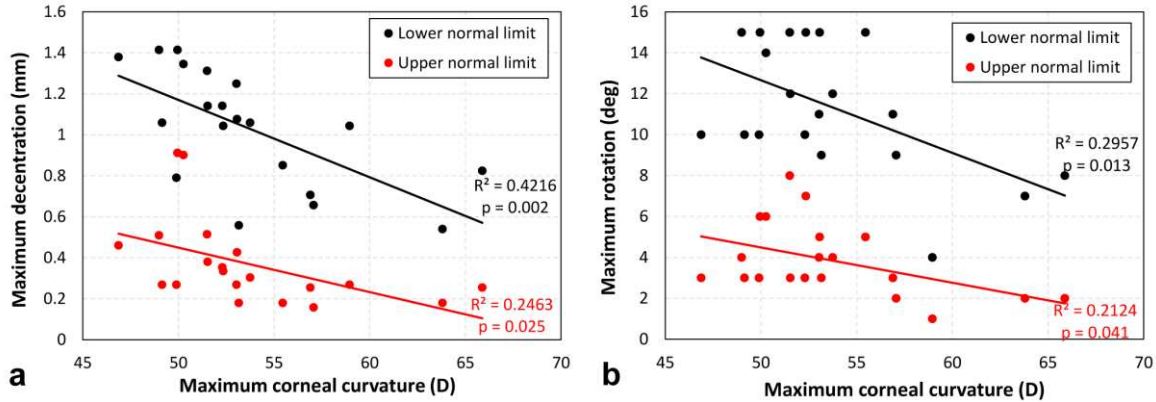 1.6
1.4
1.2
1
0.8
0.6
0.4
0.2
0
Maximum decentration (mm)
Lower normal limit
Upper normal limit
R² = 0.4216
p = 0.002
R² = 0.2463
p = 0.025
45 50 55 60 65 70
Maximum corneal curvature (D)
a
16
14
12
10
8
6
4
2
0
Maximum rotation (deg)
Lower normal limit
Upper normal limit
R² = 0.2957
p = 0.013
R² = 0.2124
p = 0.041
45 50 55 60 65 70
Maximum corneal curvature (D)
b